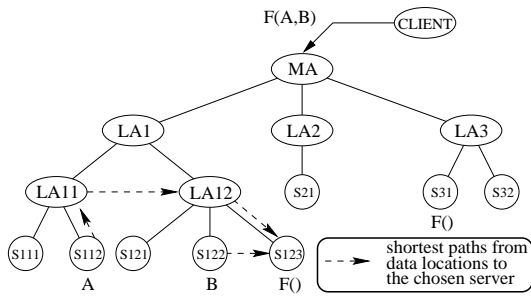 F(A,B)
CLIENT
MA
LA1
LA2
LA3
LA11
LA12
S21
S31
S32
F()
S111
S112
S121
S122
S123
A
B
F()
shortest paths from
data locations to
the chosen server